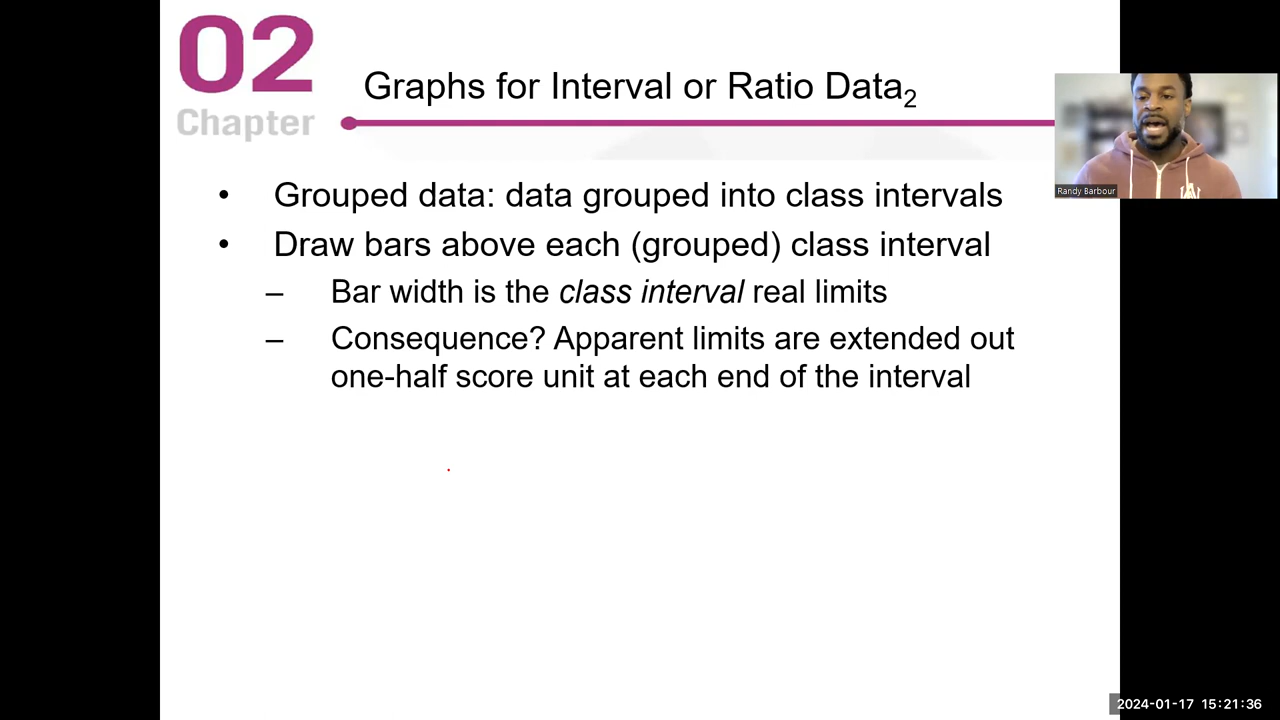 02
Chapter
Graphs for Interval or Ratio Data2
Randy Barbour
• Grouped data: data grouped into class intervals
• Draw bars above each (grouped) class interval
– Bar width is the class interval real limits
– Consequence? Apparent limits are extended out
one-half score unit at each end of the interval
2024-01-17 15:21:36